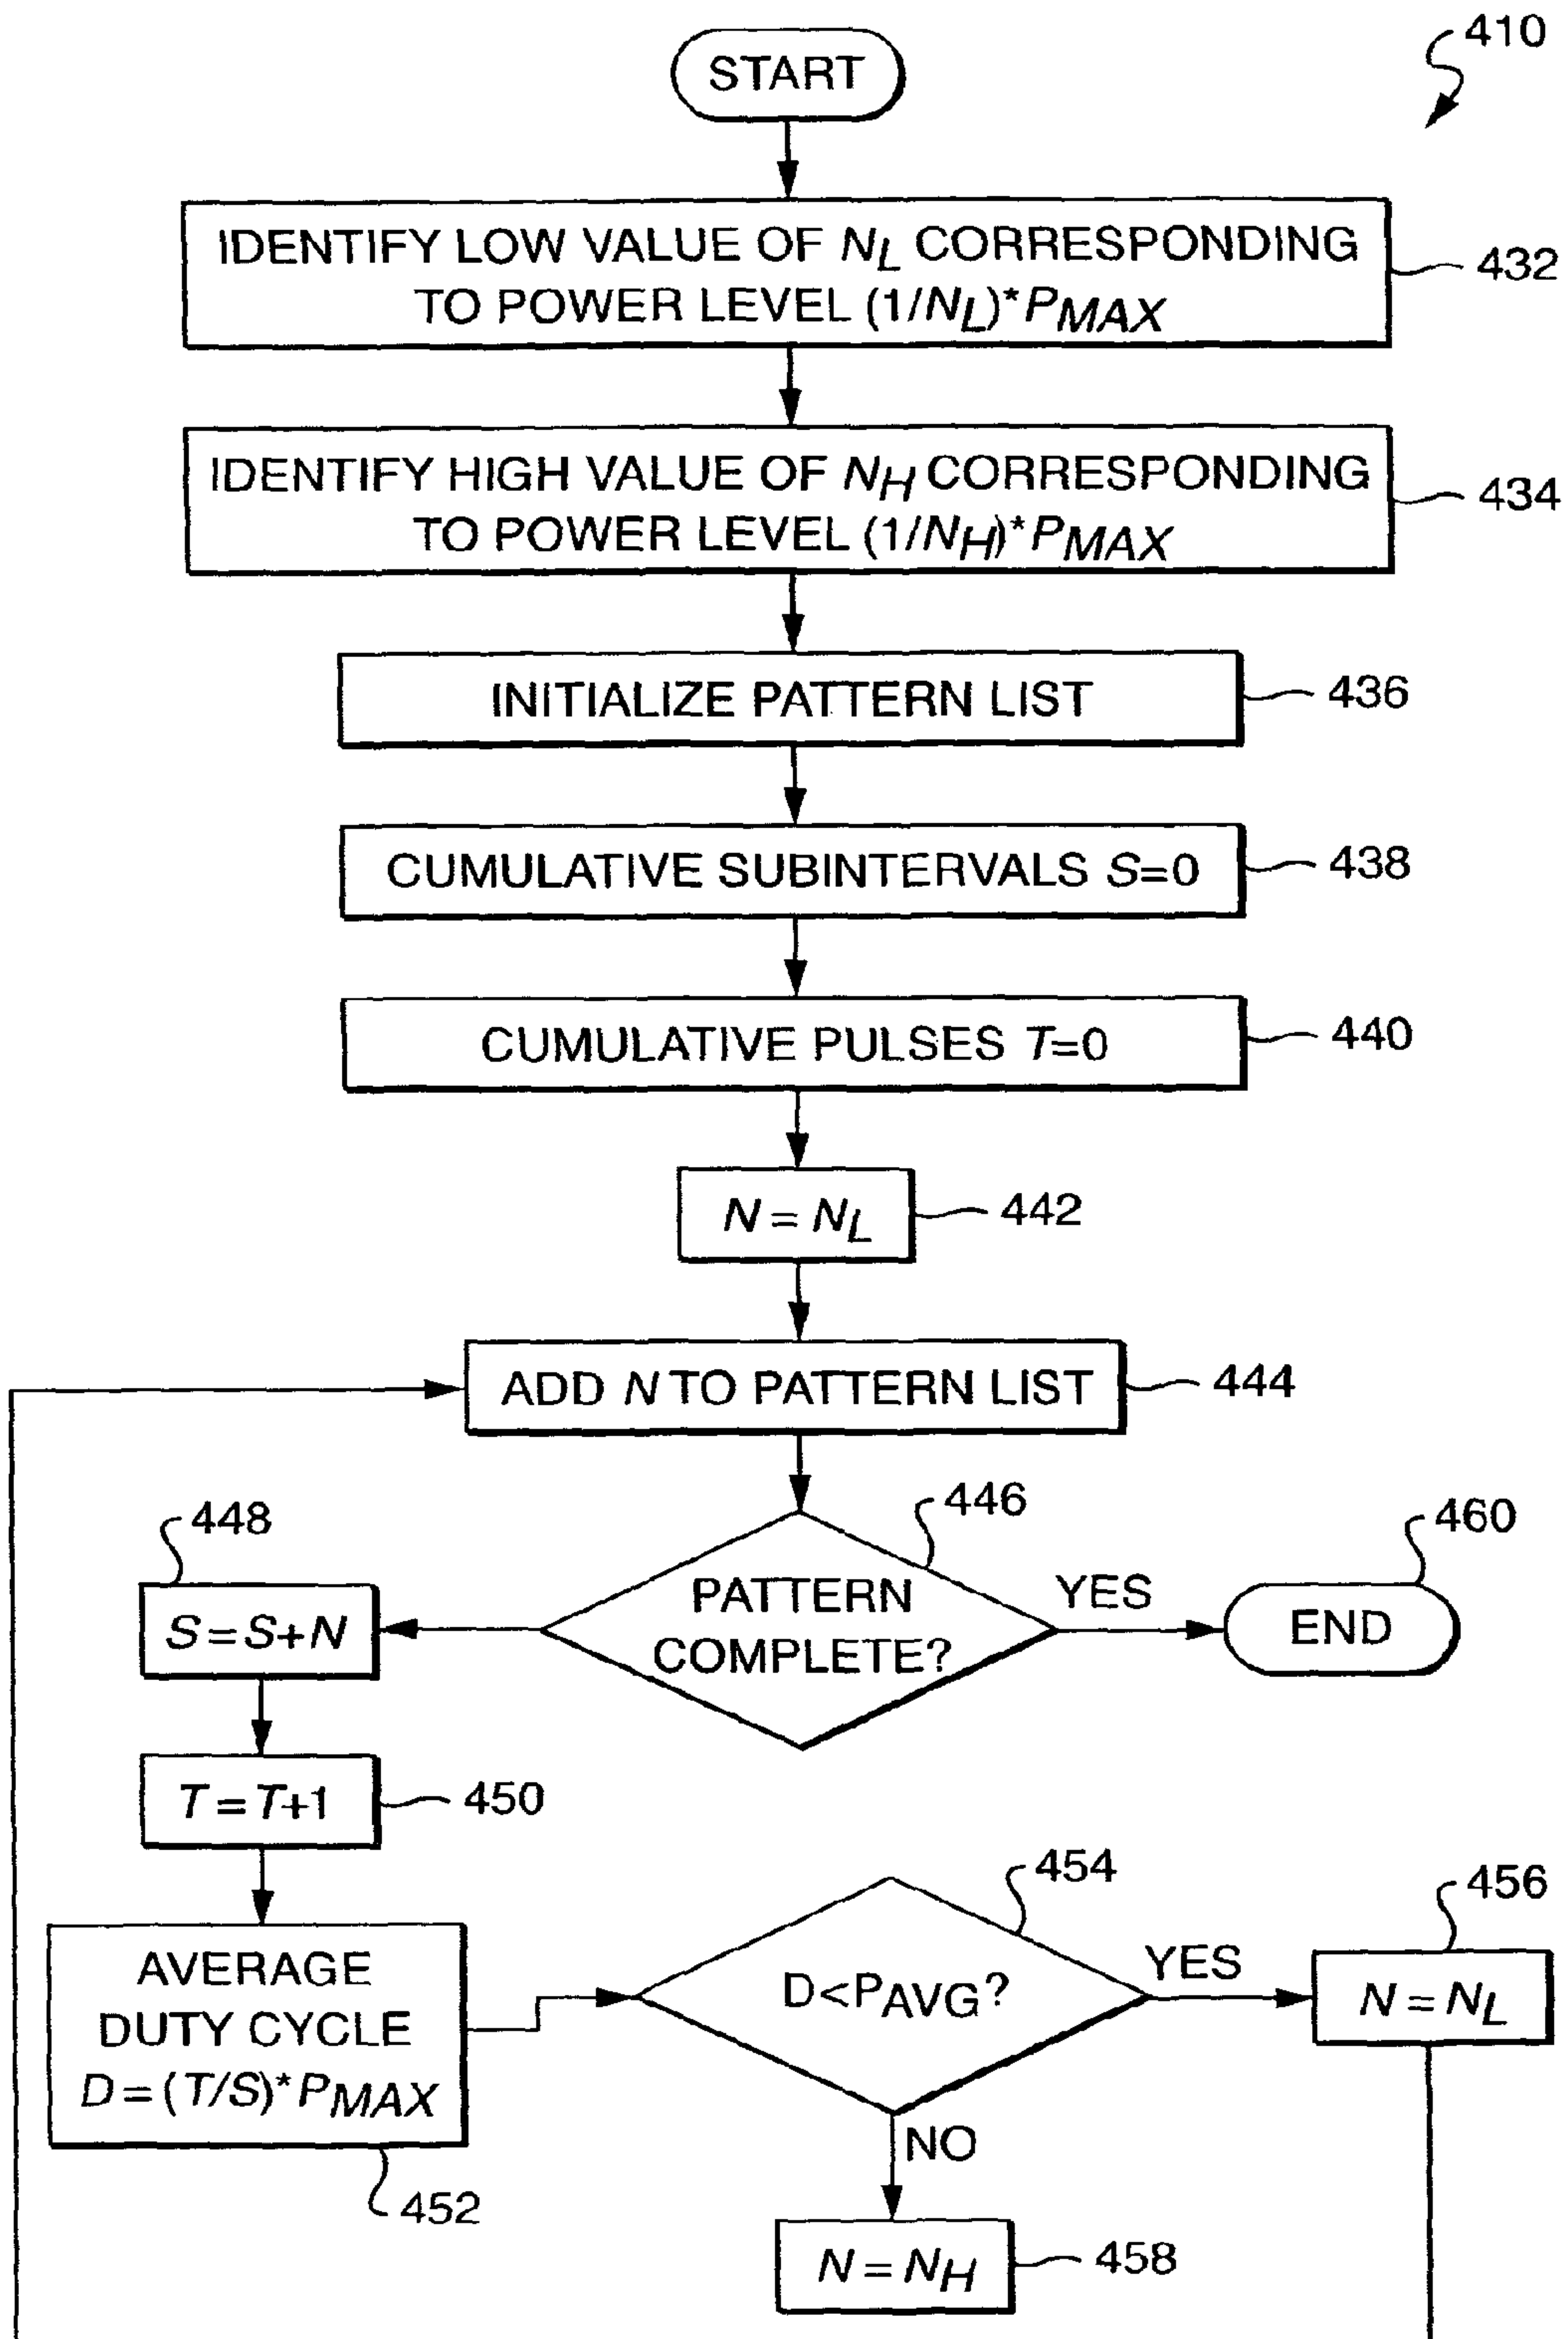 410
START
IDENTIFY LOW VALUE OF NL CORRESPONDING
TO POWER LEVEL (1/NL)*PMAX
432
IDENTIFY HIGH VALUE OF NH CORRESPONDING
TO POWER LEVEL (1/NH)*PMAX
434
INITIALIZE PATTERN LIST
436
CUMULATIVE SUBINTERVALS S=0
438
CUMULATIVE PULSES T=0
440
N=NL
442
ADD N TO PATTERN LIST
444
446
PATTERN
COMPLETE?
YES
460
END
448
S=S+N
T=T+1
450
AVERAGE
DUTY CYCLE
D=(T/S)*PMAX
452
454
D<PAVG?
YES
456
N=NL
NO
N=NH
458